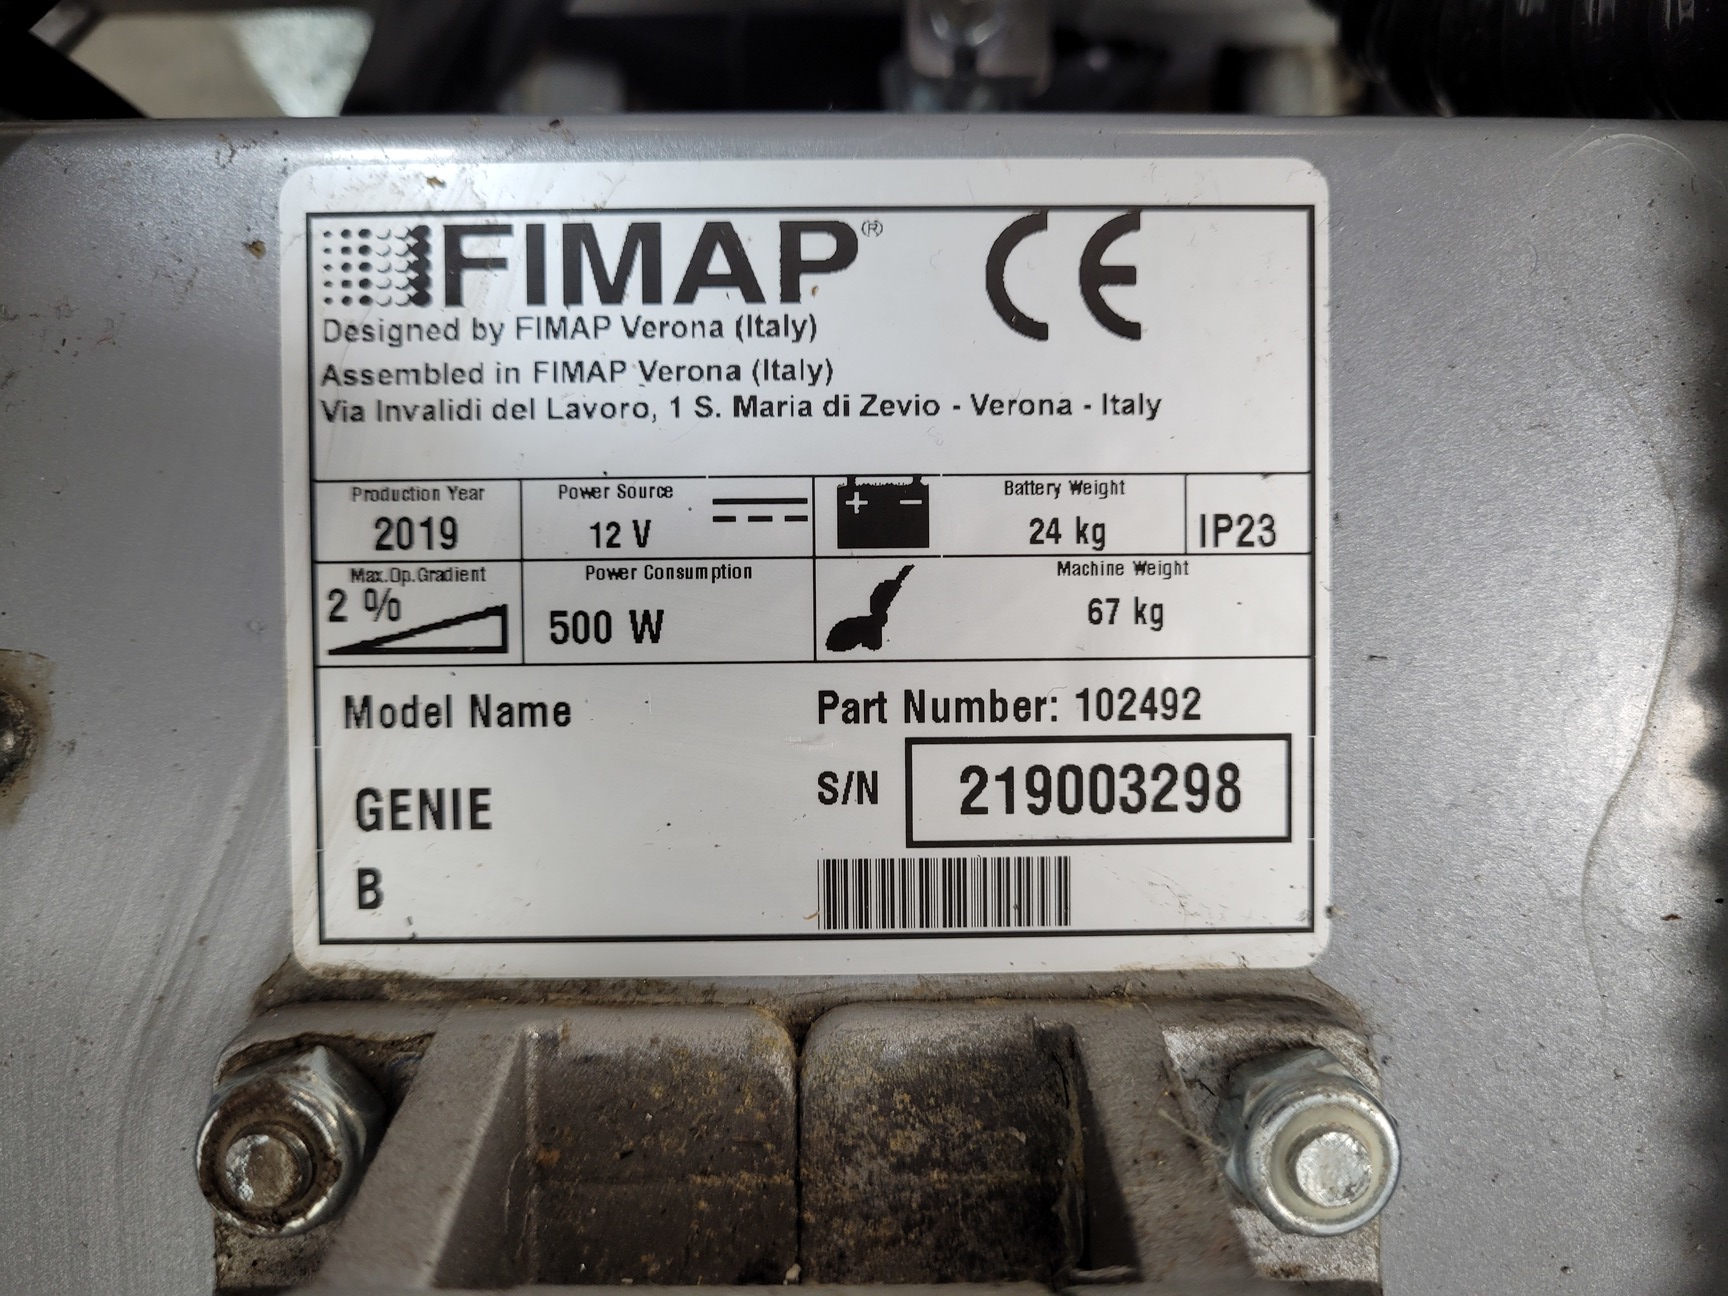 FIMAP® CE
Designed by FIMAP Verona (Italy)
Assembled in FIMAP Verona (Italy)
Via Invalidi del Lavoro, 1 S. Maria di Zevio - Verona - Italy
Production Year
2019
Power Source
12 V
+ −
Battery Weight
24 kg
IP23
Max.Op.Gradient
2 %
Power Consumption
500 W
Machine Weight
67 kg
Model Name
GENIE
B
Part Number: 102492
S/N 219003298